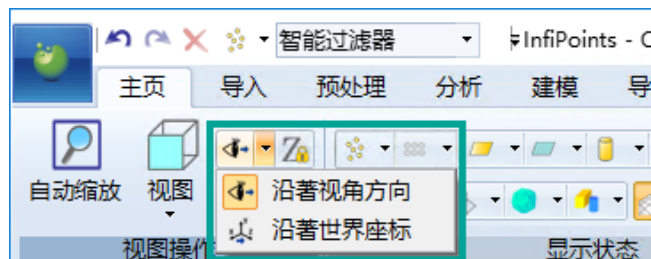 智能过滤器
InfiPoints - C
主页 导入 预处理 分析 建模 导
自动缩放 视图
沿著视角方向
沿著世界座标
视图操作 显示状态